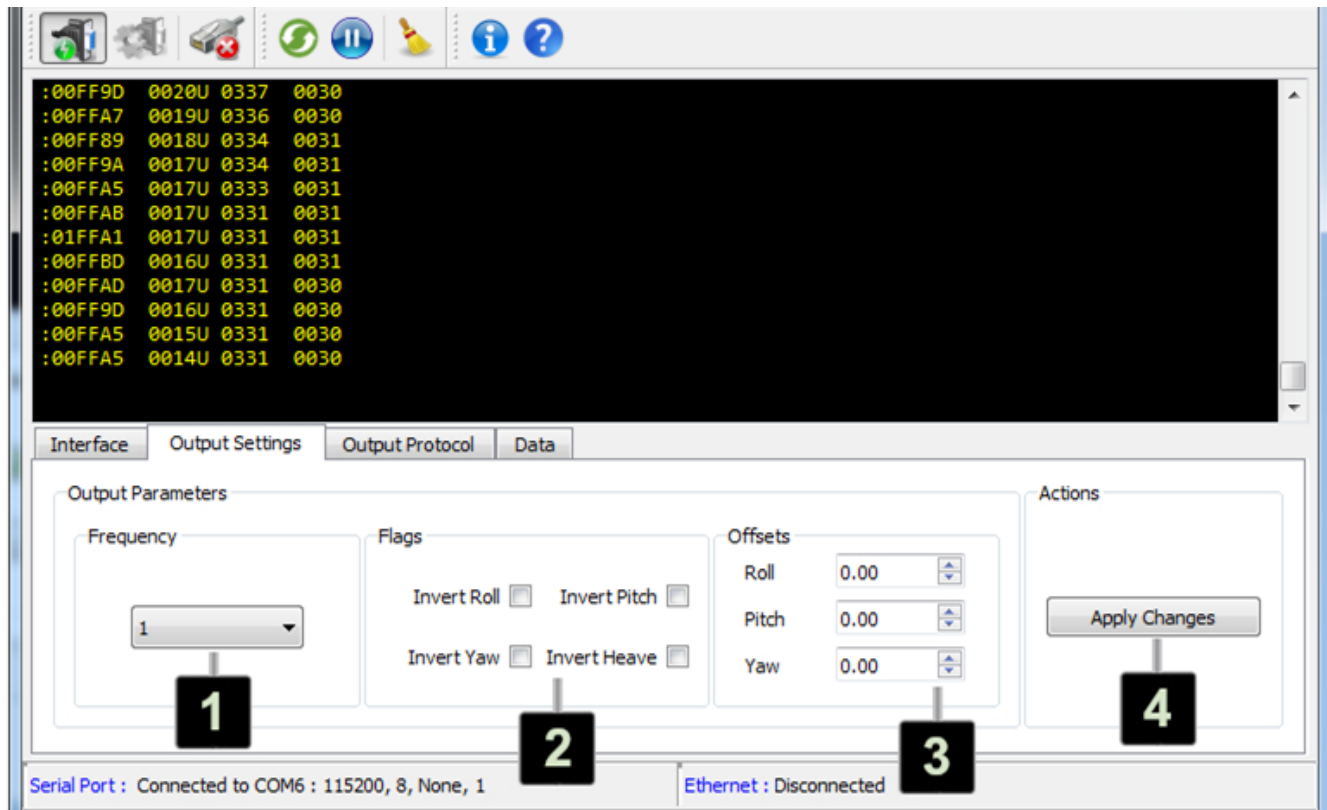 :00FF9D  0020U 0337  0030
:00FFA7  0019U 0336  0030
:00FF89  0018U 0334  0031
:00FF9A  0017U 0334  0031
:00FFA5  0017U 0333  0031
:00FFAB  0017U 0331  0031
:01FFA1  0017U 0331  0031
:00FFBD  0016U 0331  0031
:00FFAD  0017U 0331  0030
:00FF9D  0016U 0331  0030
:00FFA5  0015U 0331  0030
:00FFA5  0014U 0331  0030
Interface Output Settings Output Protocol Data
Output Parameters Actions
Frequency Flags Offsets
Roll 0.00
Invert Roll Invert Pitch
1 Pitch 0.00 Apply Changes
Invert Yaw Invert Heave
Yaw 0.00
1 2 3 4
Serial Port : Connected to COM6 : 115200, 8, None, 1 Ethernet : Disconnected